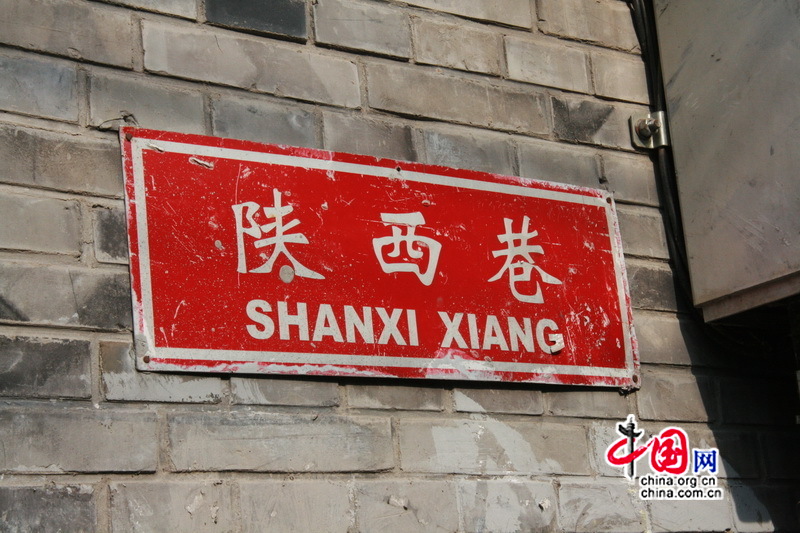 陕西巷
SHANXI XIANG
中国网
china.org.cn
china.com.cn